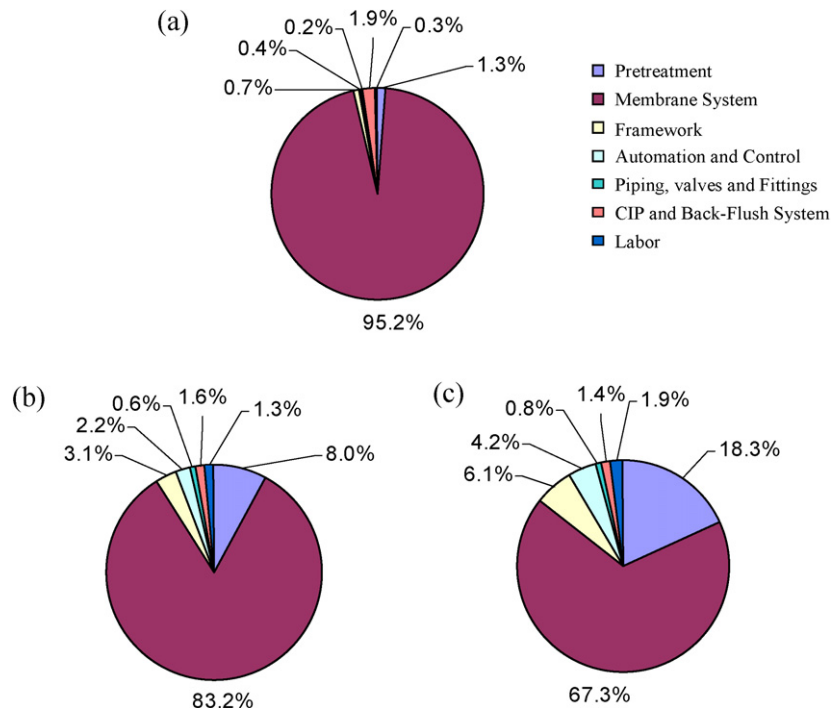 (a)
0.2%
1.9%
0.3%
0.4%
1.3%
0.7%
95.2%
Pretreatment
Membrane System
Framework
Automation and Control
Piping, valves and Fittings
CIP and Back-Flush System
Labor
(b)
0.6%
1.6%
1.3%
2.2%
3.1%
8.0%
83.2%
(c)
0.8%
1.4%
1.9%
4.2%
6.1%
18.3%
67.3%